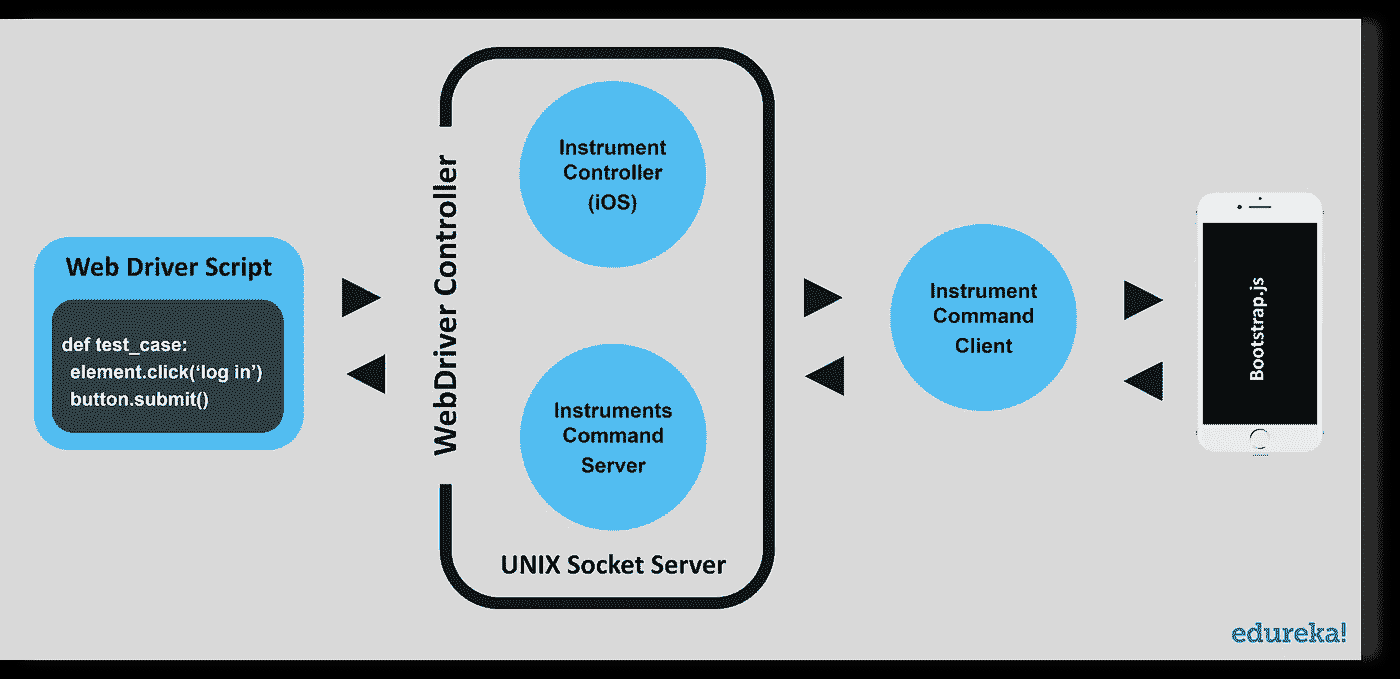 Web Driver Script
def test_case:
element.click(‘log in’)
button.submit()
WebDriver Controller
Instrument
Controller
(iOS)
Instruments
Command
Server
UNIX Socket Server
Instrument
Command
Client
Bootstrap.js
edureka!